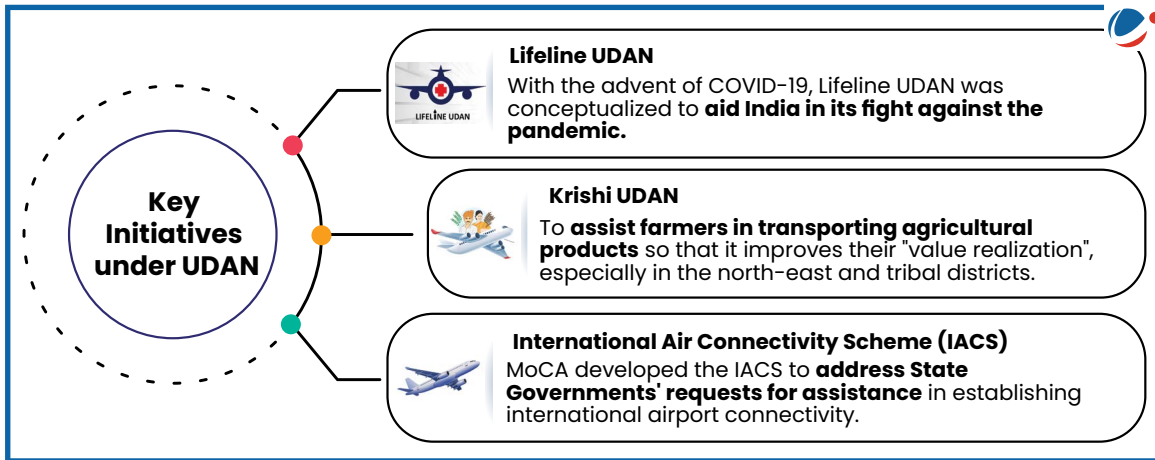 Key
Initiatives
under UDAN
Lifeline UDAN
LIFELINE UDAN
With the advent of COVID-19, Lifeline UDAN was
conceptualized to aid India in its fight against the
pandemic.
Krishi UDAN
To assist farmers in transporting agricultural
products so that it improves their "value realization",
especially in the north-east and tribal districts.
International Air Connectivity Scheme (IACS)
MoCA developed the IACS to address State
Governments' requests for assistance in establishing
international airport connectivity.